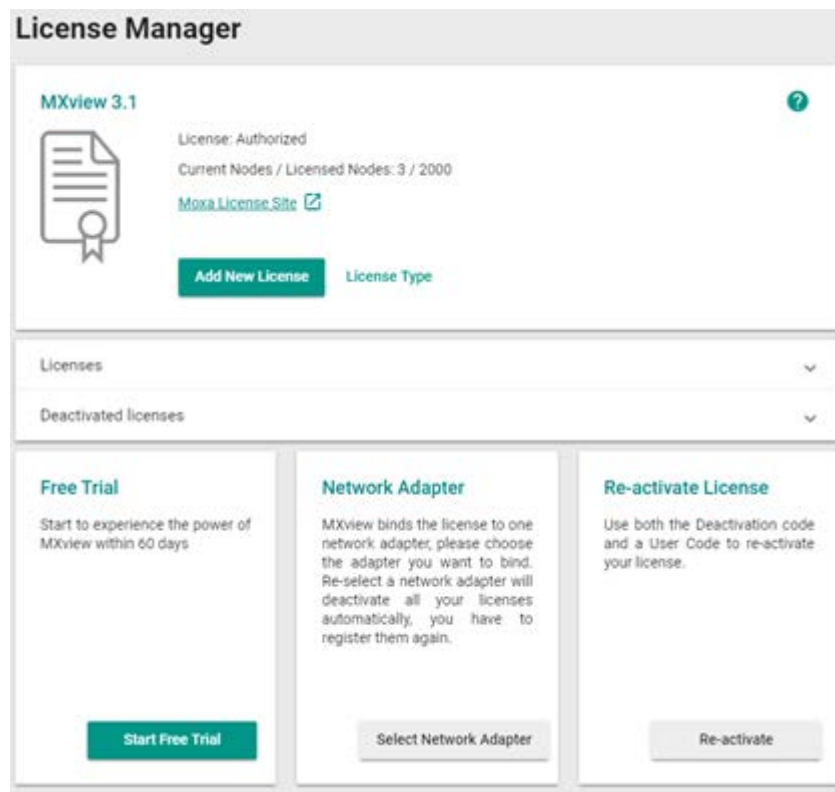 License Manager
MXview 3.1
License: Authorized
Current Nodes / Licensed Nodes: 3 / 2000
Moxa License Site
Add New License
License Type
Licenses
Deactivated licenses
Free Trial
Start to experience the power of
MXview within 60 days
Start Free Trial
Network Adapter
MXview binds the license to one
network adapter, please choose
the adapter you want to bind.
Re-select a network adapter will
deactivate all your licenses
automatically, you have to
register them again.
Select Network Adapter
Re-activate License
Use both the Deactivation code
and a User Code to re-activate
your license.
Re-activate